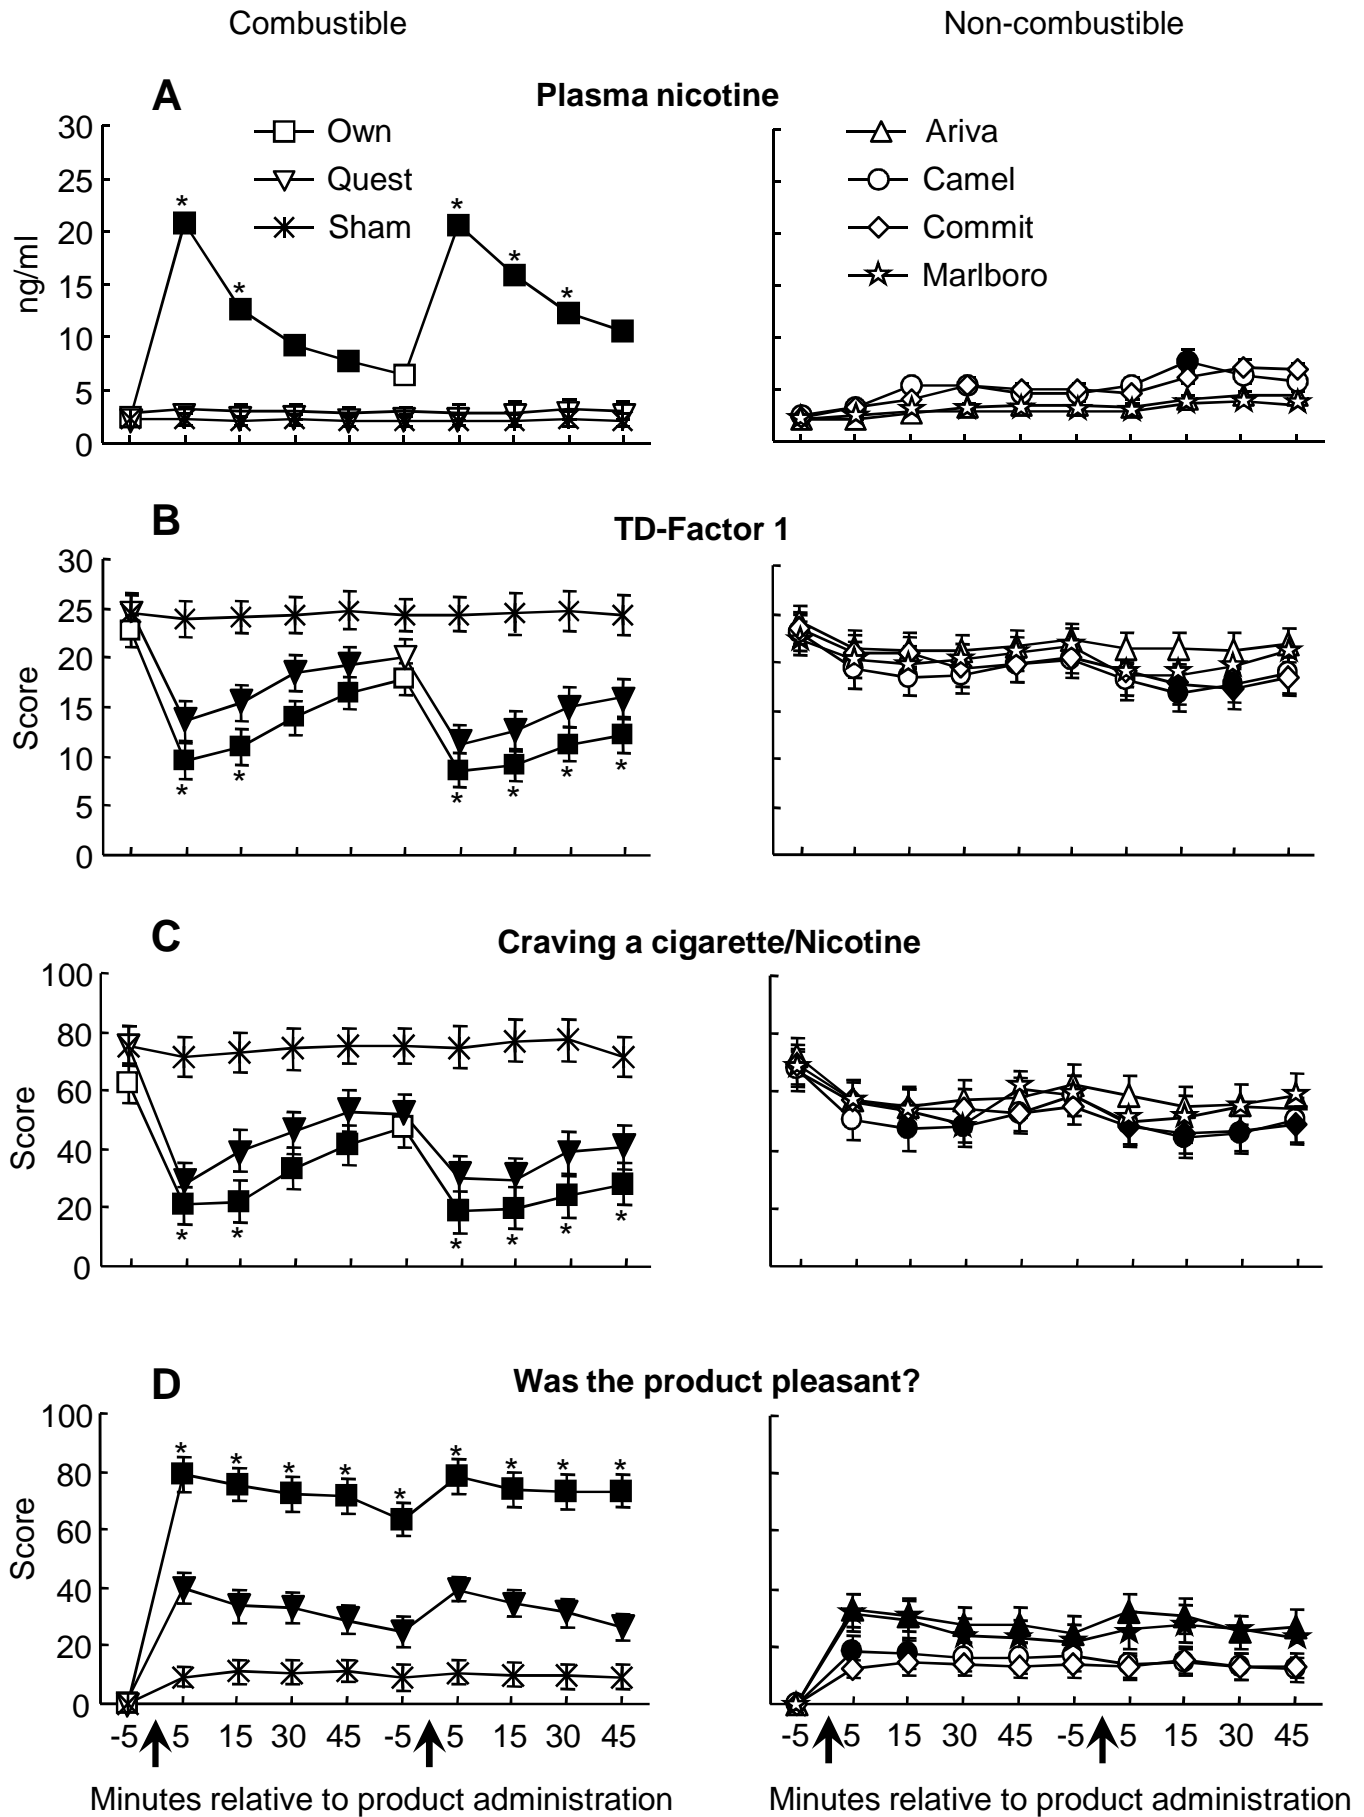 Combustible Non-combustible
A Plasma nicotine
30
25
20
15
10
5
0
ng/ml
Own
Quest
Sham
Ariva
Camel
Commit
Marlboro
* * * * *
B TD-Factor 1
30
25
20
15
10
5
0
Score
* * * * * *
C Craving a cigarette/Nicotine
100
80
60
40
20
0
Score
* * * * * *
D Was the product pleasant?
100
80
60
40
20
0
Score
* * * * * * * * *
-5 5 15 30 45 -5 5 15 30 45
-5 5 15 30 45 -5 5 15 30 45
Minutes relative to product administration
Minutes relative to product administration